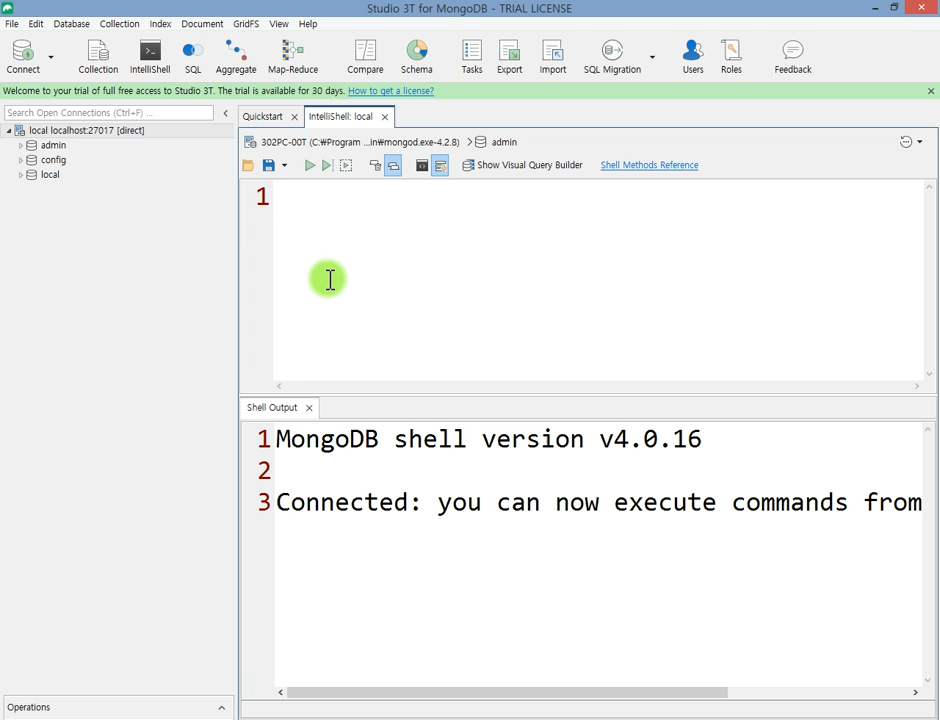 Studio 3T for MongoDB - TRIAL LICENSE
File Edit Database Collection Index Document GridFS View Help
Connect Collection IntelliShell SQL Aggregate Map-Reduce Compare Schema Tasks Export Import SQL Migration Users Roles Feedback
Welcome to your trial of full free access to Studio 3T. The trial is available for 30 days. How to get a license?
Search Open Connections (Ctrl+F) ...
local localhost:27017 [direct]
admin
config
local
Quickstart IntelliShell: local
302PC-00T (C:₩Program ...in₩mongod.exe-4.2.8) admin
Show Visual Query Builder Shell Methods Reference
1
Shell Output
1 MongoDB shell version v4.0.16
2
3 Connected: you can now execute commands from
Operations